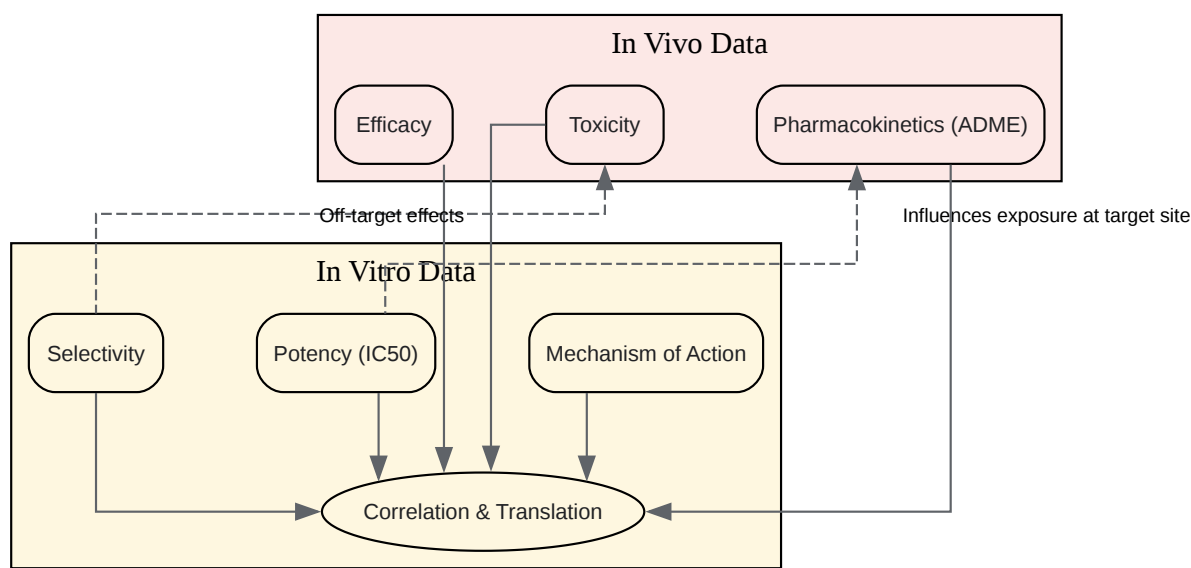 In Vivo Data
Efficacy
Toxicity
Pharmacokinetics (ADME)
Off-target effects
Influences exposure at target site
In Vitro Data
Selectivity
Potency (IC50)
Mechanism of Action
Correlation & Translation